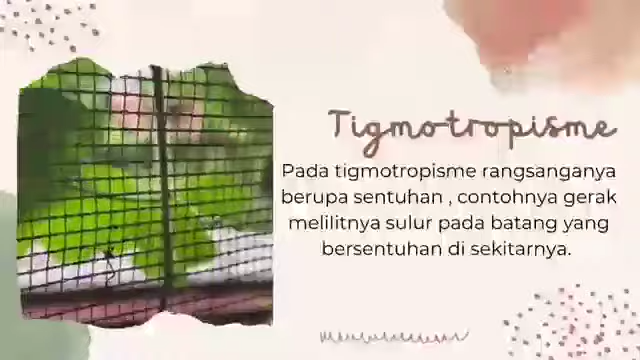 Tigmotropisme
Pada tigmotropisme rangsanganya
berupa sentuhan , contohnya gerak
melilitnya sulur pada batang yang
bersentuhan di sekitarnya.